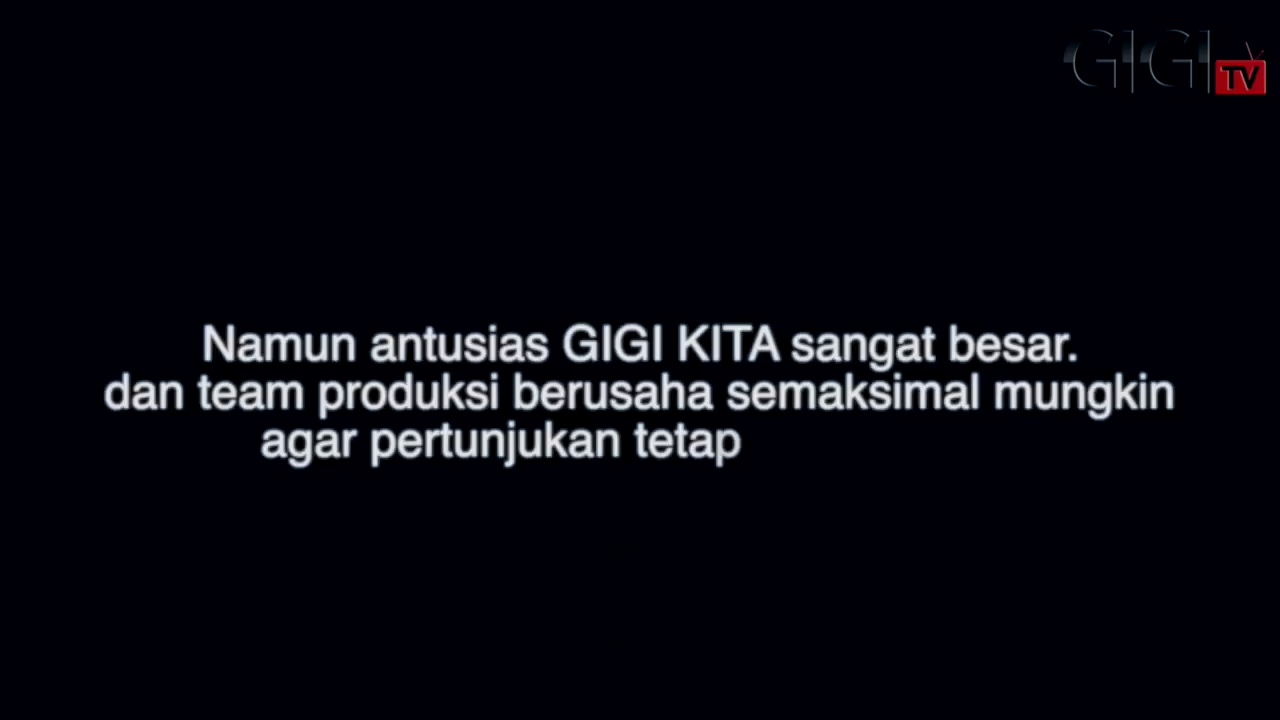 GIGI
TV
Namun antusias GIGI KITA sangat besar.
dan team produksi berusaha semaksimal mungkin
agar pertunjukan tetap